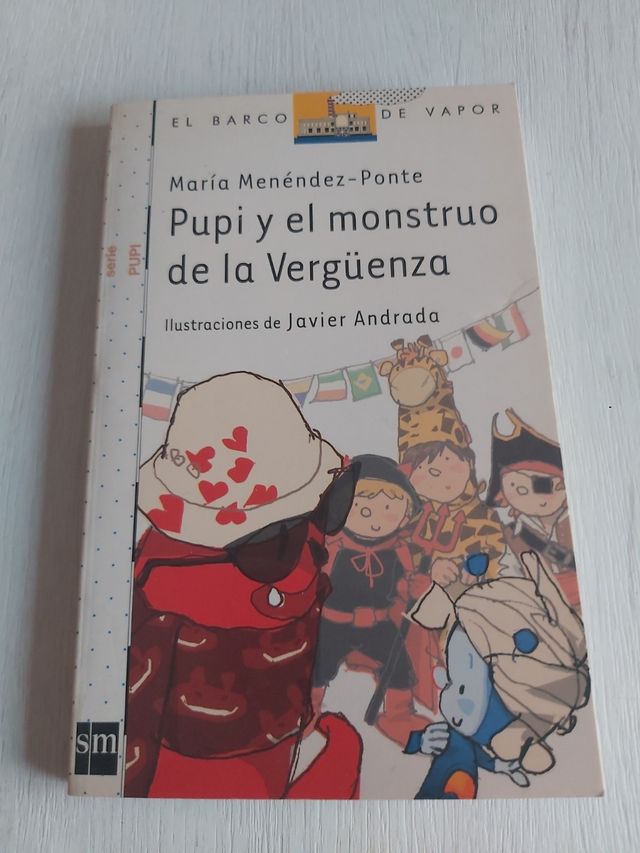 EL BARCO DE VAPOR
María Menéndez-Ponte
Pupi y el monstruo
de la Vergüenza
Ilustraciones de Javier Andrada
serie
PUPI
sm